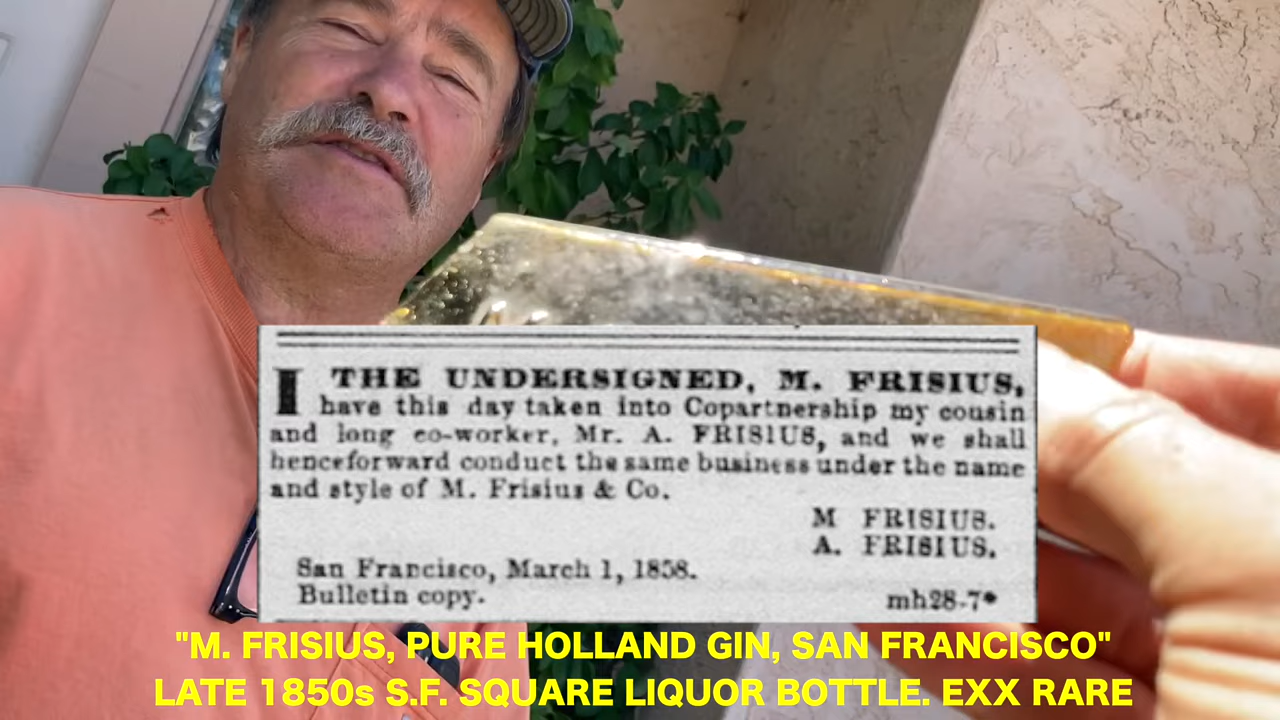 I THE UNDERSIGNED, M. FRISIUS,
have this day taken into Copartnership my cousin
and long co-worker, Mr. A. FRISIUS, and we shall
henceforward conduct the same business under the name
and style of M. Frisius & Co.
M FRISIUS.
A. FRISIUS.
San Francisco, March 1, 1858.
Bulletin copy.
mh28-7*
"M. FRISIUS, PURE HOLLAND GIN, SAN FRANCISCO"
LATE 1850s S.F. SQUARE LIQUOR BOTTLE. EXX RARE